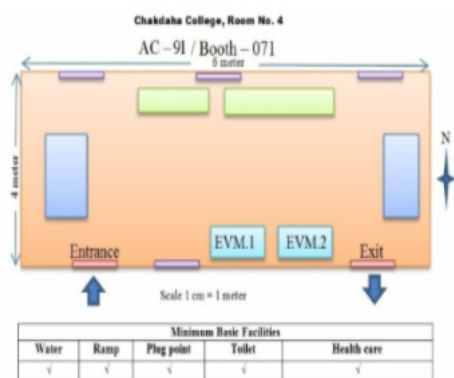 Chakdaha College, Room No. 4
AC – 91 / Booth – 071
6 meter
4 meter
N
EVM.1 EVM.2
Entrance Exit
Scale 1 cm = 1 meter
Minimum Basic Facilities
Water Ramp Plug point Toilet Health care
√ √ √ √ √